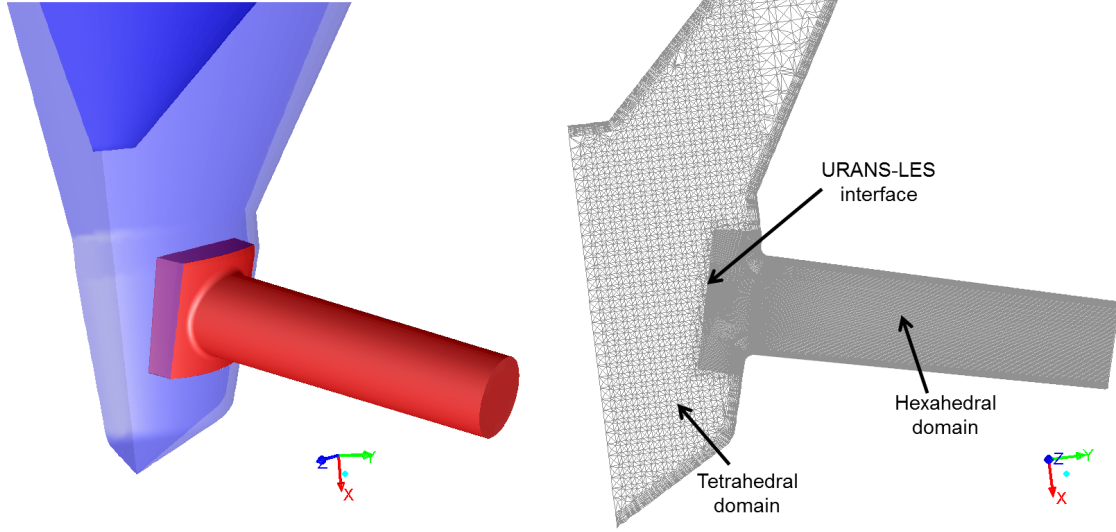 URANS-LES
interface
Hexahedral
domain
Tetrahedral
domain
Z
Y
X
Y
X